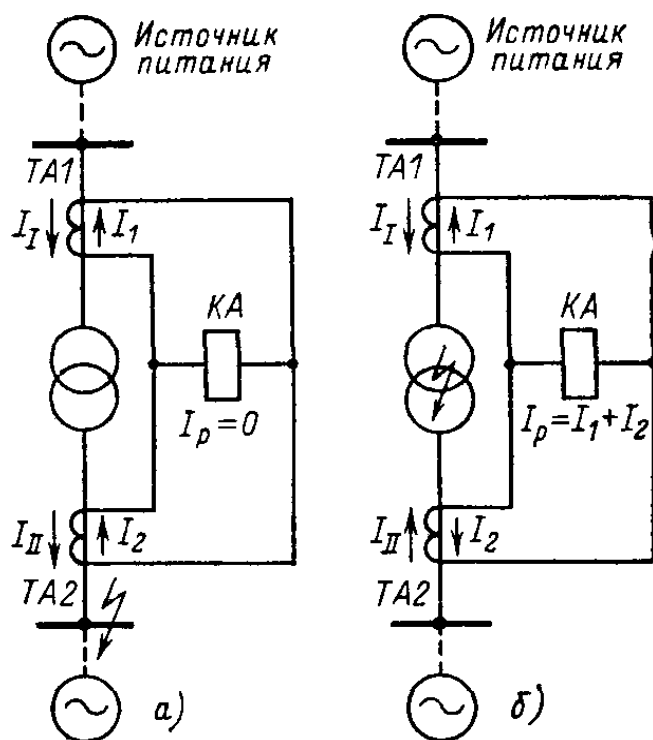 Источник
питания
TA1
I_I
I_1
KA
I_p=0
I_II
I_2
TA2
а)
Источник
питания
TA1
I_I
I_1
KA
I_p=I_1+I_2
I_II
I_2
TA2
б)